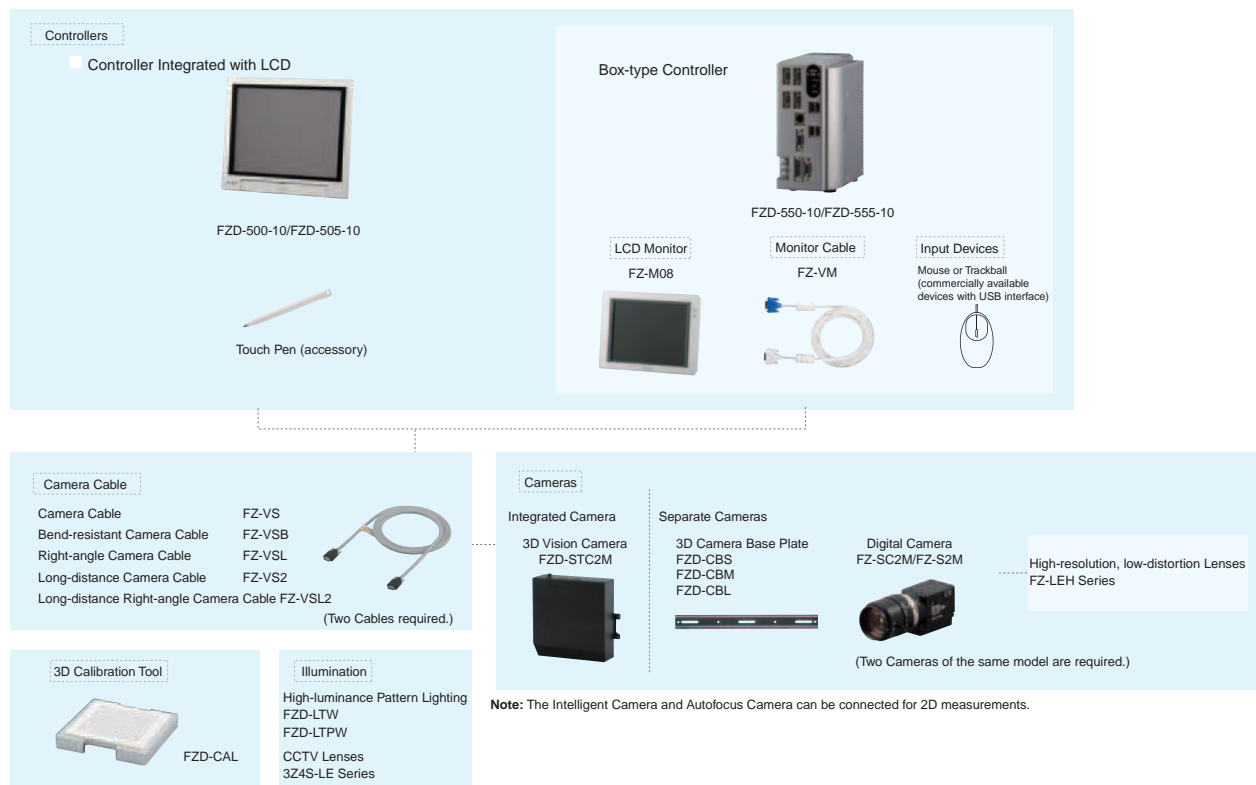 Controllers
Controller Integrated with LCD
FZD-500-10/FZD-505-10
Touch Pen (accessory)
Box-type Controller
FZD-550-10/FZD-555-10
LCD Monitor
FZ-M08
Monitor Cable
FZ-VM
Input Devices
Mouse or Trackball
(commercially available
devices with USB interface)
Camera Cable
Camera Cable FZ-VS
Bend-resistant Camera Cable FZ-VSB
Right-angle Camera Cable FZ-VSL
Long-distance Camera Cable FZ-VS2
Long-distance Right-angle Camera Cable FZ-VSL2
(Two Cables required.)
Cameras
Integrated Camera
3D Vision Camera
FZD-STC2M
Separate Cameras
3D Camera Base Plate
FZD-CBS
FZD-CBM
FZD-CBL
Digital Camera
FZ-SC2M/FZ-S2M
(Two Cameras of the same model are required.)
High-resolution, low-distortion Lenses
FZ-LEH Series
3D Calibration Tool
FZD-CAL
Illumination
High-luminance Pattern Lighting
FZD-LTW
FZD-LTPW
CCTV Lenses
3Z4S-LE Series
Note: The Intelligent Camera and Autofocus Camera can be connected for 2D measurements.